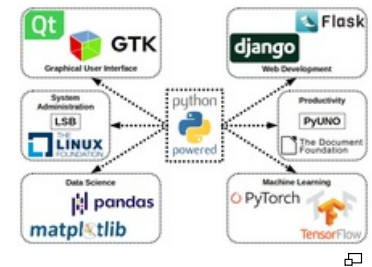 Qt
GTK
Graphical User Interface
Flask
django
Web Development
System
Administration
LSB
THE
LINUX
FOUNDATION
python
powered
Productivity
PyUNO
The Document
Foundation
Data Science
pandas
matplotlib
Machine Learning
PyTorch
TensorFlow